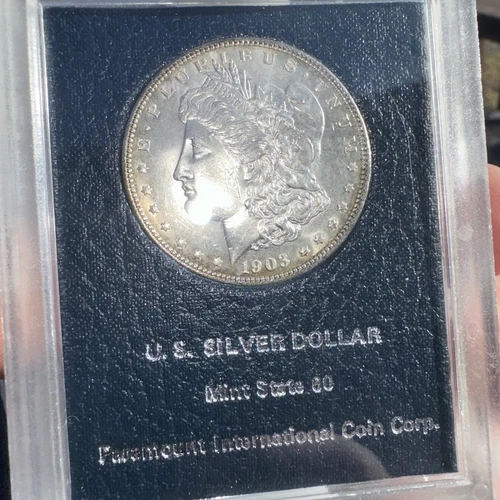 E · PLURIBUS · UNUM
1903
U. S. SILVER DOLLAR
Mint State 60
Paramount International Coin Corp.